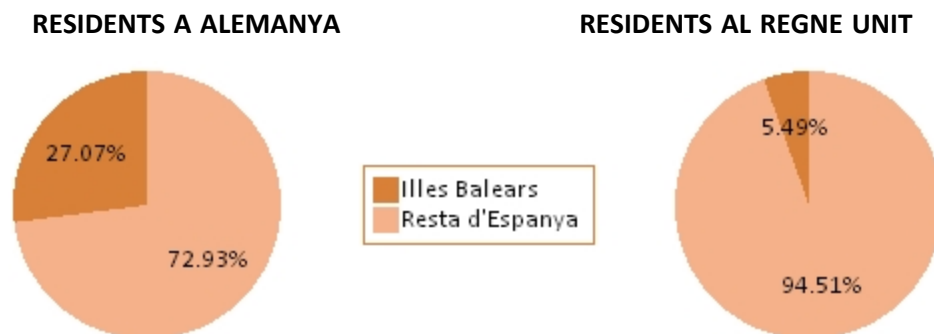 RESIDENTS A ALEMANYA
RESIDENTS AL REGNE UNIT
27.07%
72.93%
Illes Balears
Resta d'Espanya
5.49%
94.51%